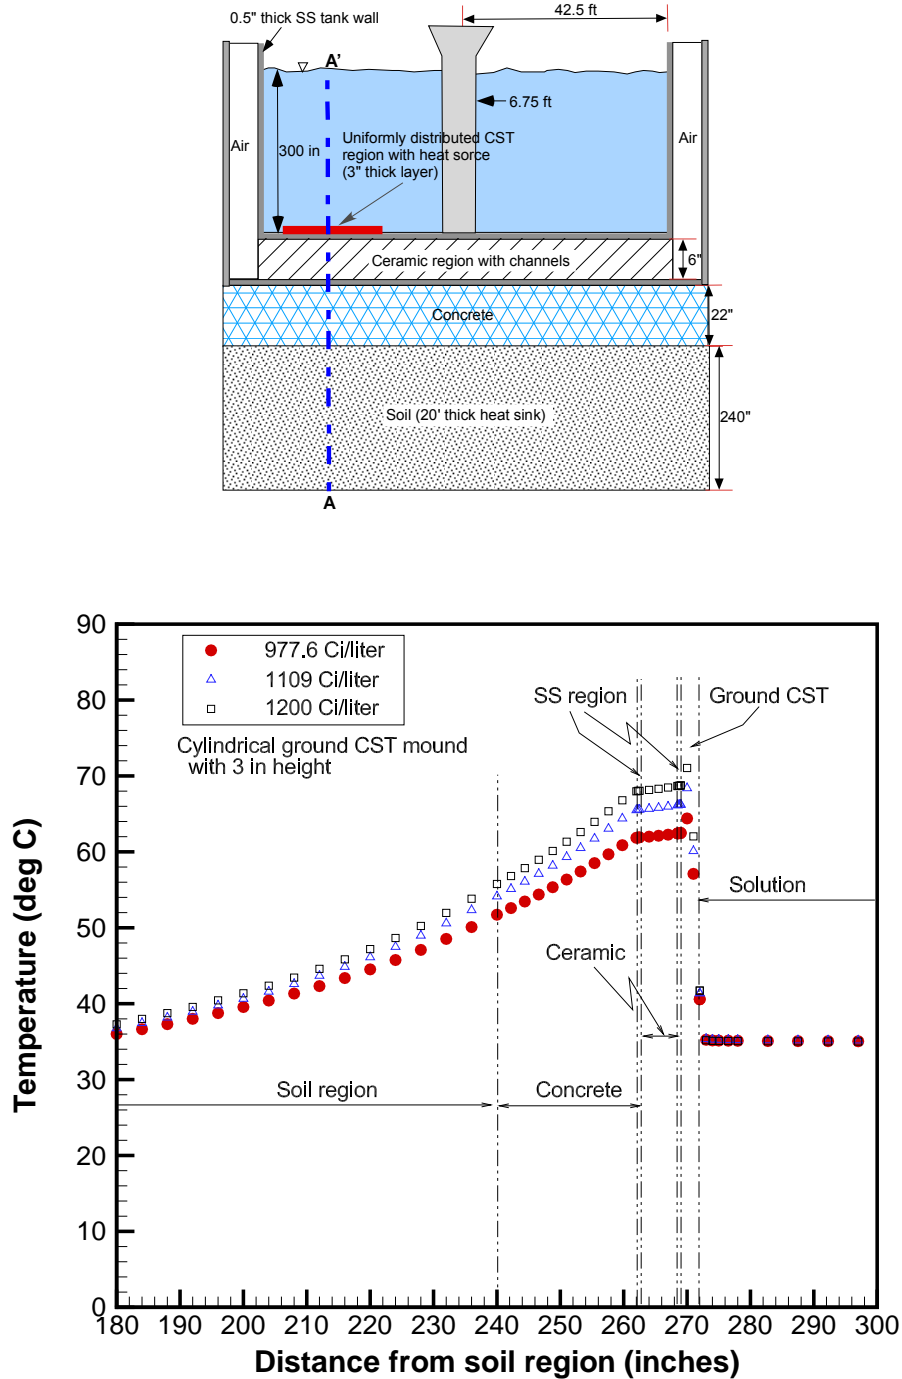 0.5" thick SS tank wall
42.5 ft
A'
6.75 ft
Air
300 in
Uniformly distributed CST
region with heat sorce
(3" thick layer)
Air
Ceramic region with channels
6"
Concrete
22"
Soil (20' thick heat sink)
240"
A
90
80
70
60
50
40
30
20
10
0
Temperature (deg C)
977.6 Ci/liter
1109 Ci/liter
1200 Ci/liter
Cylindrical ground CST mound
with 3 in height
SS region
Ground CST
Solution
Ceramic
Soil region
Concrete
180 190 200 210 220 230 240 250 260 270 280 290 300
Distance from soil region (inches)